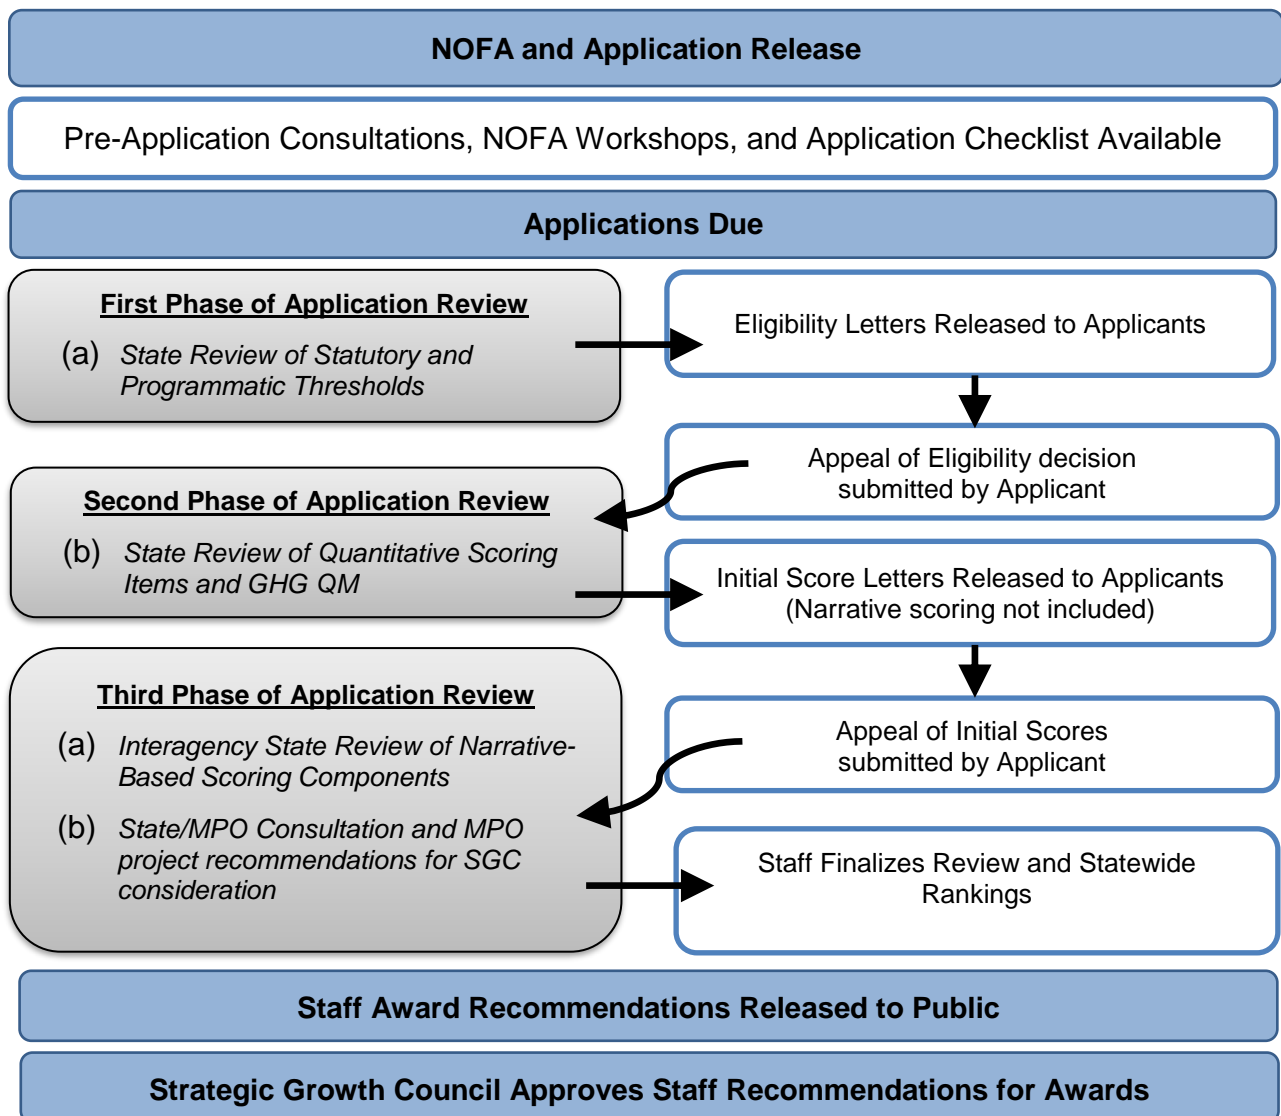 NOFA and Application Release
Pre-Application Consultations, NOFA Workshops, and Application Checklist Available
Applications Due
First Phase of Application Review
(a) State Review of Statutory and
Programmatic Thresholds
Eligibility Letters Released to Applicants
Appeal of Eligibility decision
submitted by Applicant
Second Phase of Application Review
(b) State Review of Quantitative Scoring
Items and GHG QM
Initial Score Letters Released to Applicants
(Narrative scoring not included)
Third Phase of Application Review
(a) Interagency State Review of Narrative-
Based Scoring Components
(b) State/MPO Consultation and MPO
project recommendations for SGC
consideration
Appeal of Initial Scores
submitted by Applicant
Staff Finalizes Review and Statewide
Rankings
Staff Award Recommendations Released to Public
Strategic Growth Council Approves Staff Recommendations for Awards